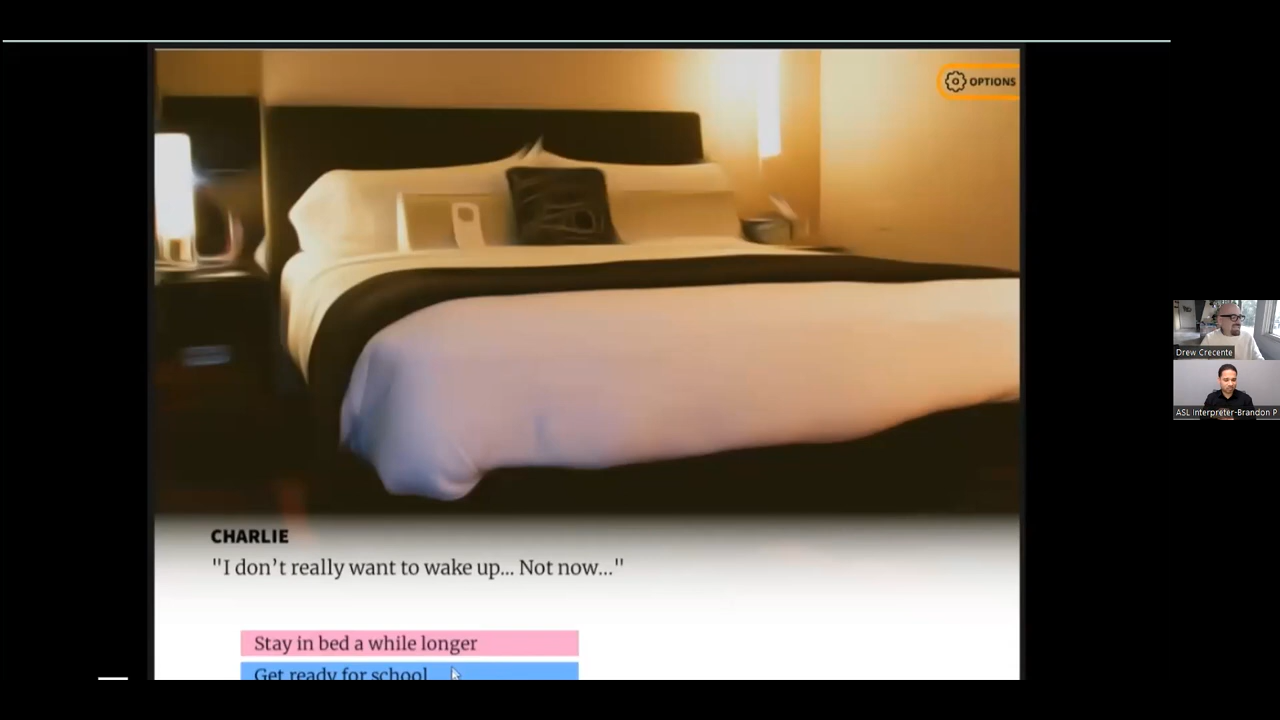 OPTIONS
Drew Crecente
ASL Interpreter-Brandon P
CHARLIE
"I don't really want to wake up... Not now..."
Stay in bed a while longer
Get ready for school